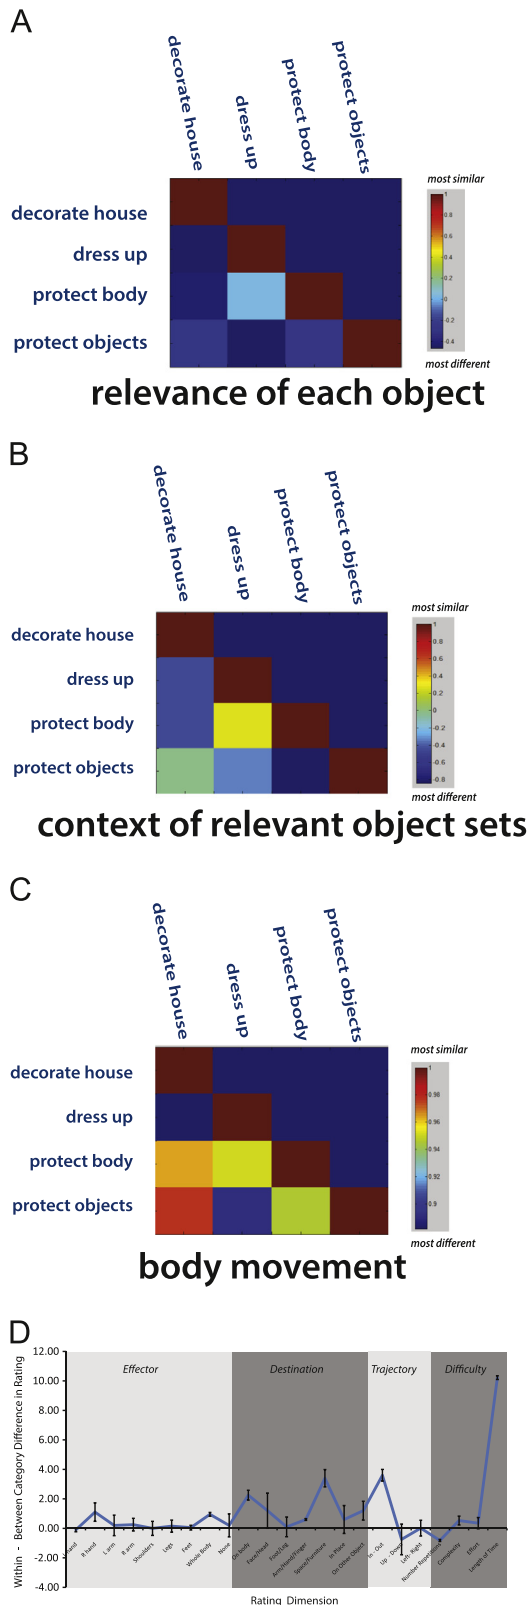 A
decorate house
dress up
protect body
protect objects
decorate house
dress up
protect body
protect objects
most similar
1
0.8
0.6
0.4
0.2
0
-0.2
-0.4
most different
relevance of each object
B
decorate house
dress up
protect body
protect objects
decorate house
dress up
protect body
protect objects
most similar
1
0.8
0.6
0.4
0.2
0
-0.2
-0.4
-0.6
-0.8
most different
context of relevant object sets
C
decorate house
dress up
protect body
protect objects
decorate house
dress up
protect body
protect objects
most similar
1
0.98
0.96
0.94
0.92
0.9
most different
body movement
D
Within - Between Category Difference in Rating
12.00
10.00
8.00
6.00
4.00
2.00
0.00
-2.00
-4.00
Effector
Destination
Trajectory
Difficulty
hand
R hand
L arm
R arm
Shoulders
Legs
Feet
Whole Body
None
On body
Face/Head
Foot/Leg
Arm/Hand/Finger
Space/Furniture
In Place
On Other Object
In - Out
Up - Down
Left- Right
Number Repetitions
Complexity
Effort
Length of Time
Rating Dimension